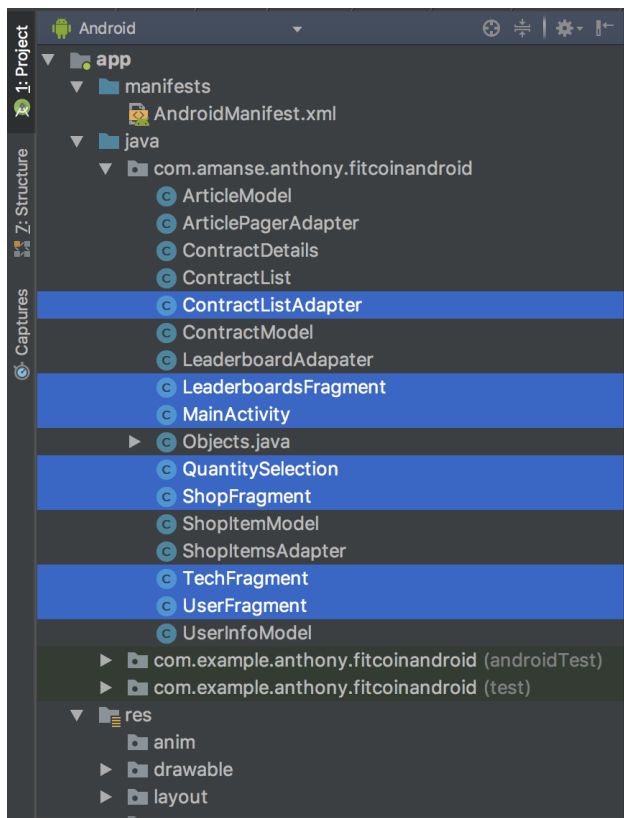 Android
1: Project
Z: Structure
Captures
app
manifests
AndroidManifest.xml
java
com.amanse.anthony.fitcoinandroid
ArticleModel
ArticlePagerAdapter
ContractDetails
ContractList
ContractListAdapter
ContractModel
LeaderboardAdapater
LeaderboardsFragment
MainActivity
Objects.java
QuantitySelection
ShopFragment
ShopItemModel
ShopItemsAdapter
TechFragment
UserFragment
UserInfoModel
com.example.anthony.fitcoinandroid (androidTest)
com.example.anthony.fitcoinandroid (test)
res
anim
drawable
layout